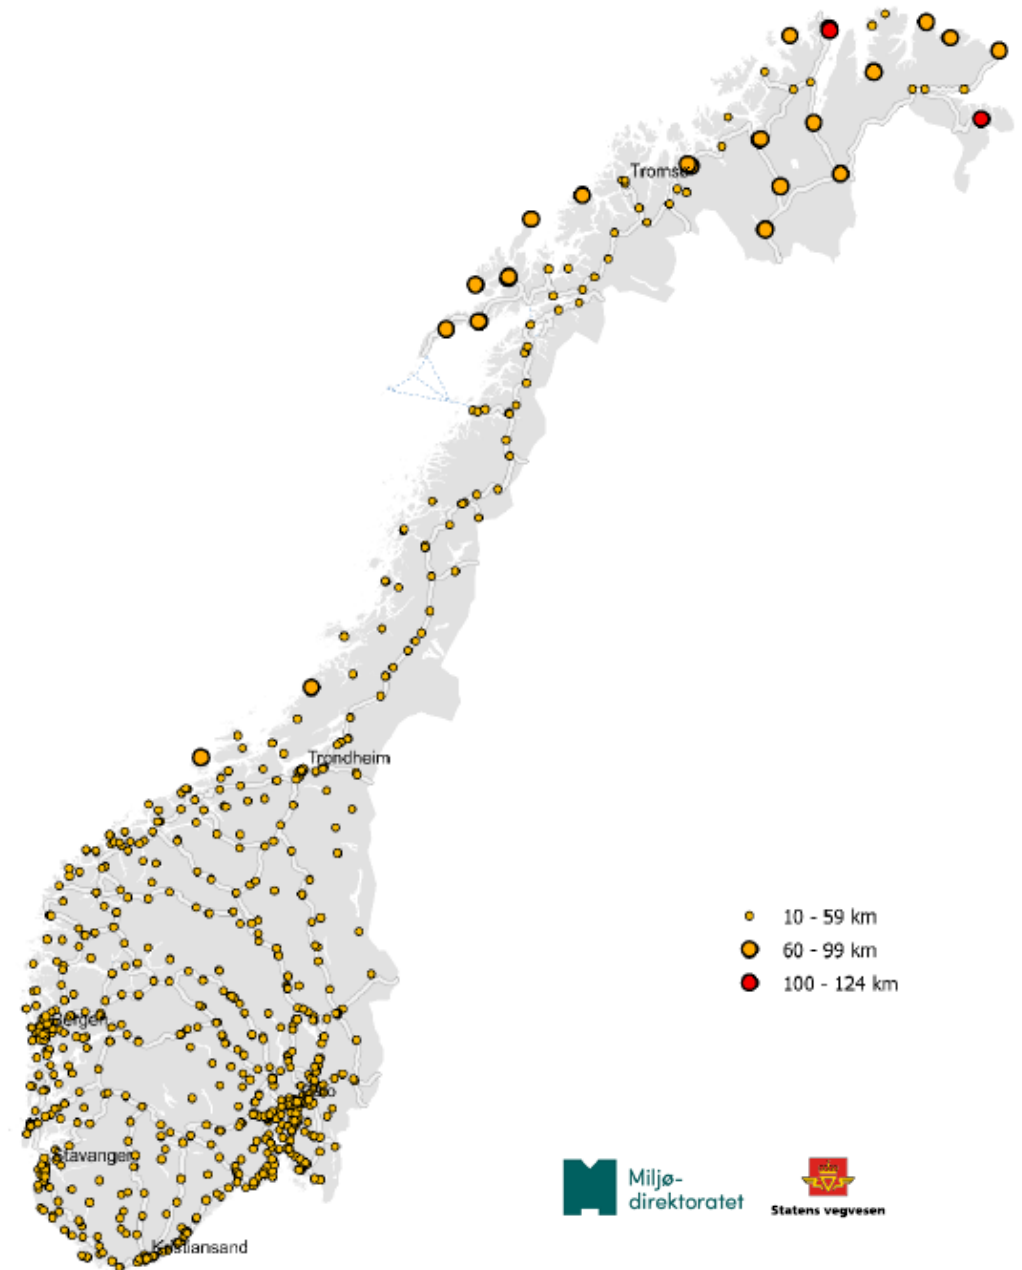 Tromsø
Trondheim
10 - 59 km
60 - 99 km
100 - 124 km
Bergen
Stavanger
Kristiansand
Miljø-
direktoratet
Statens vegvesen